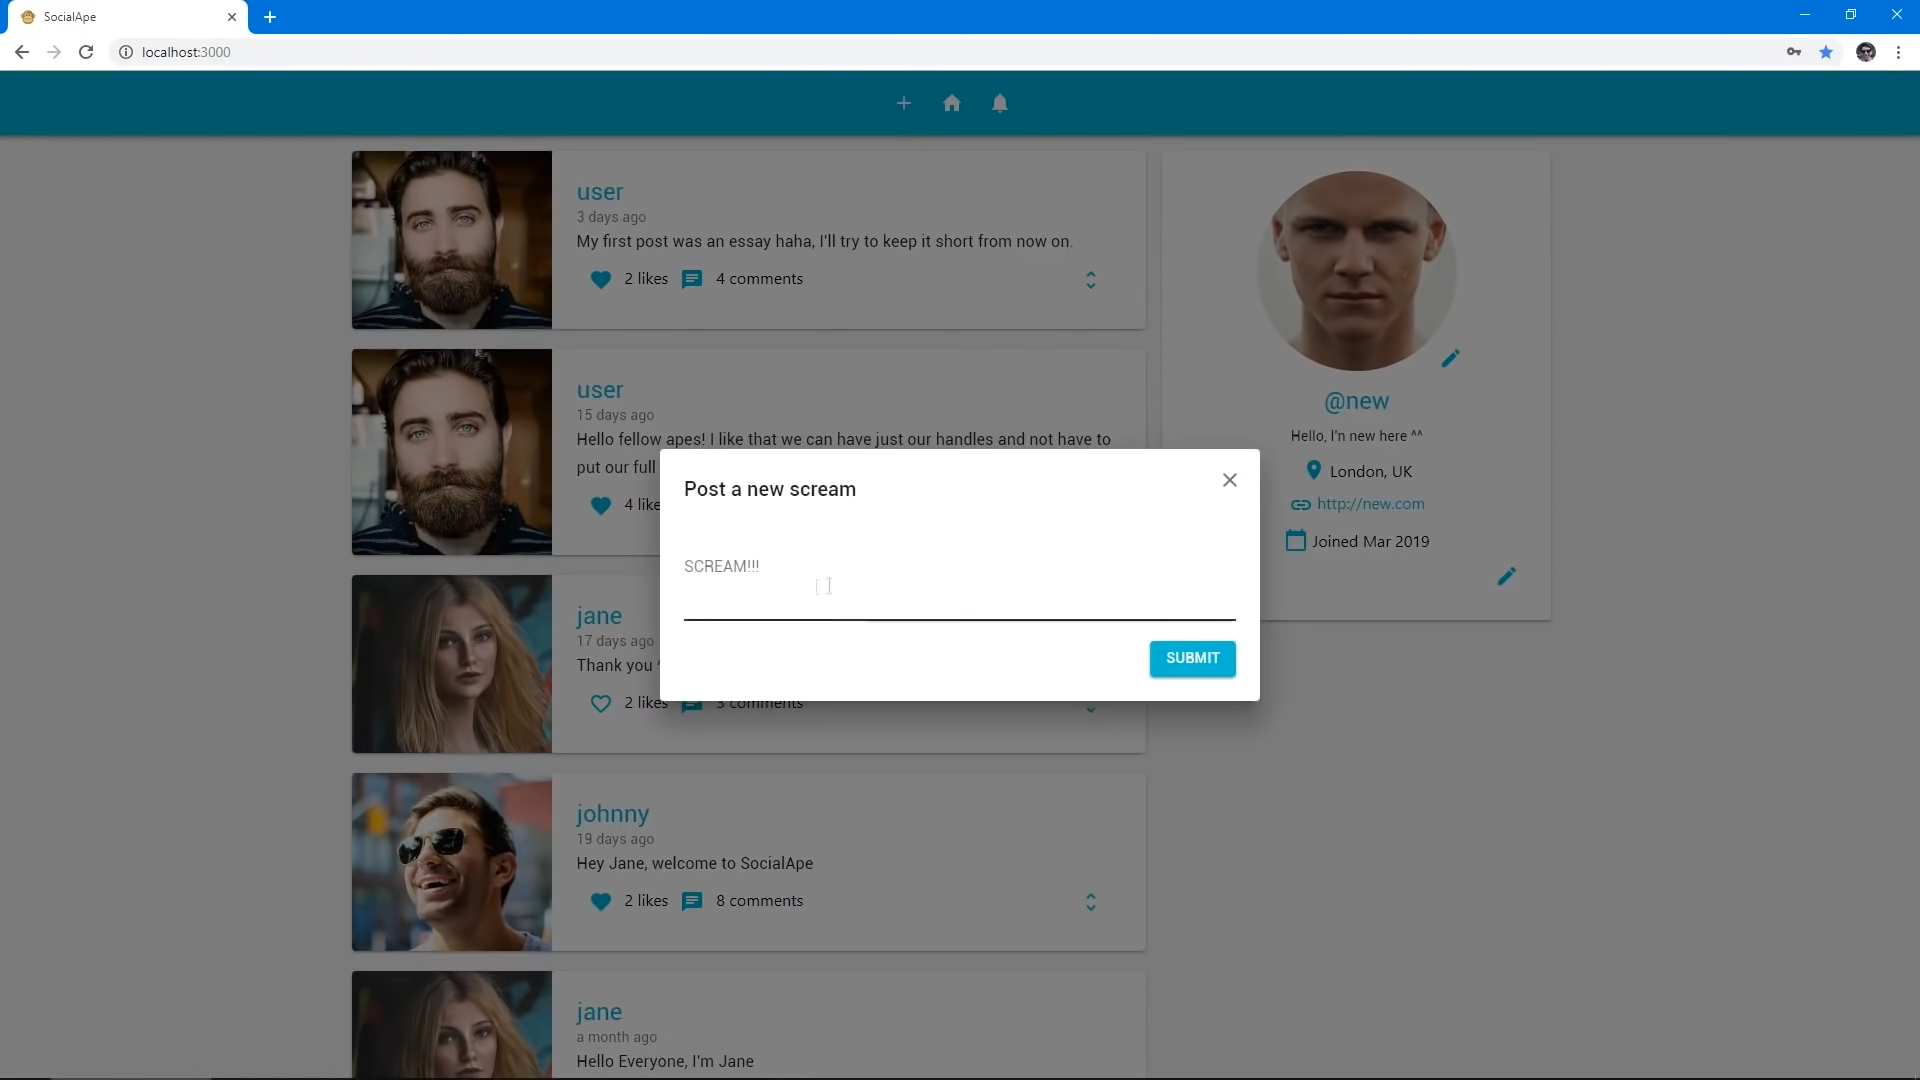 SocialApe
localhost:3000
user
3 days ago
My first post was an essay haha, I'll try to keep it short from now on.
2 likes
4 comments
user
15 days ago
Hello fellow apes! I like that we can have just our handles and not have to
put our full
4 like
jane
17 days ago
Thank you
2 likes
3 comments
johnny
19 days ago
Hey Jane, welcome to SocialApe
2 likes
8 comments
jane
a month ago
Hello Everyone, I'm Jane
Post a new scream
SCREAM!!!
SUBMIT
@new
Hello, I'n new here ^^
London, UK
http://new.com
Joined Mar 2019